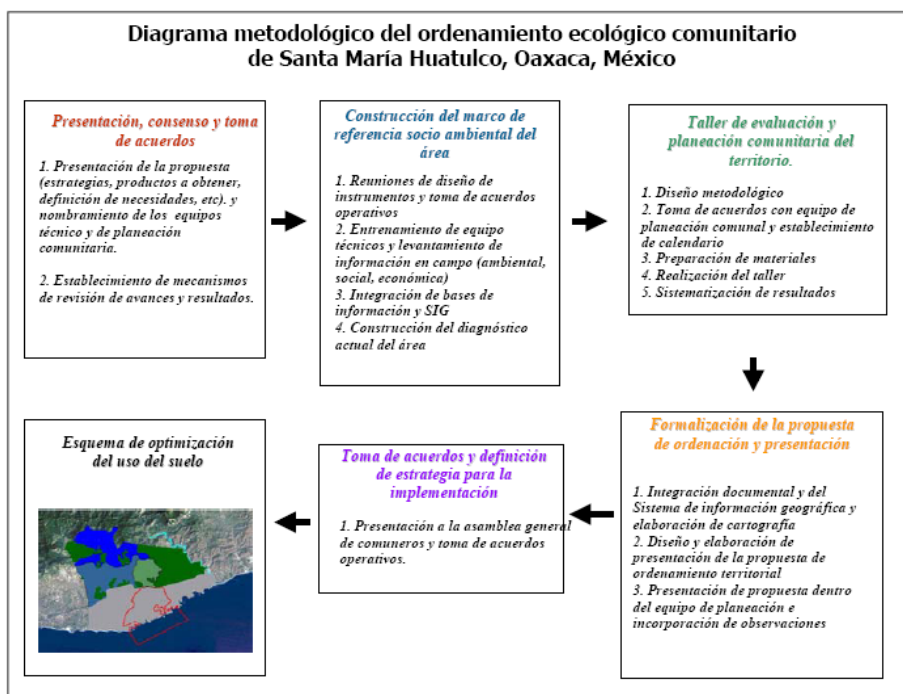 Diagrama metodológico del ordenamiento ecológico comunitario
de Santa María Huatulco, Oaxaca, México
Presentación, consenso y toma
de acuerdos
1. Presentación de la propuesta
(estrategias, productos a obtener,
definición de necesidades, etc). y
nombramiento de los equipos
técnico y de planeación
comunitaria.
2. Establecimiento de mecanismos
de revisión de avances y resultados.
Construcción del marco de
referencia socio ambiental del
área
1. Reuniones de diseño de
instrumentos y toma de acuerdos
operativos
2. Entrenamiento de equipo
técnicos y levantamiento de
información en campo (ambiental,
social, económica)
3. Integración de bases de
información y SIG
4. Construcción del diagnóstico
actual del área
Taller de evaluación y
planeación comunitaria del
territorio.
1. Diseño metodológico
2. Toma de acuerdos con equipo de
planeación comunal y establecimiento
de calendario
3. Preparación de materiales
4. Realización del taller
5. Sistematización de resultados
Formalización de la propuesta
de ordenación y presentación
1. Integración documental y del
Sistema de información geográfica y
elaboración de cartografía
2. Diseño y elaboración de
presentación de la propuesta de
ordenamiento territorial
3. Presentación de propuesta dentro
del equipo de planeación e
incorporación de observaciones
Toma de acuerdos y definición
de estrategia para la
implementación
1. Presentación a la asamblea general
de comuneros y toma de acuerdos
operativos.
Esquema de optimización
del uso del suelo